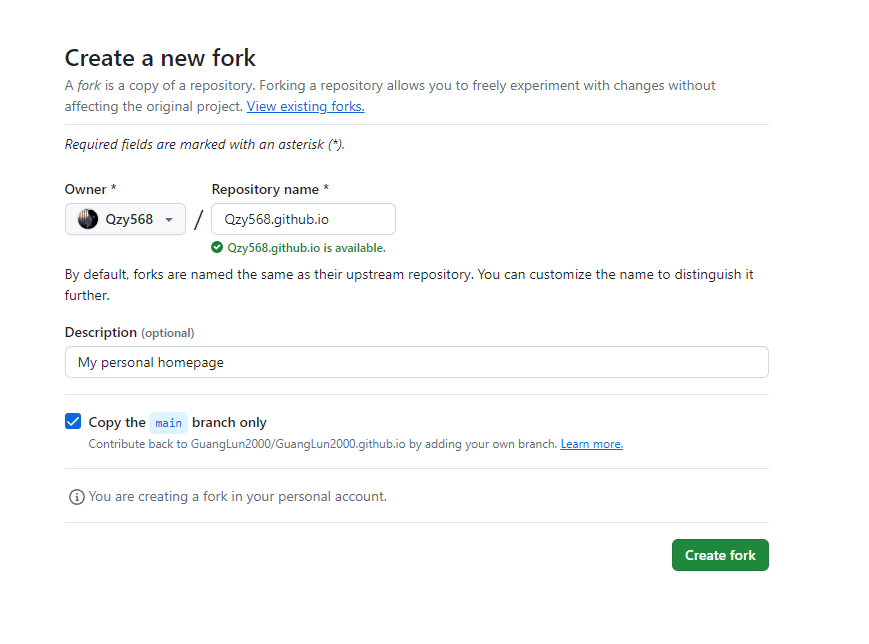 Create a new fork
A fork is a copy of a repository. Forking a repository allows you to freely experiment with changes without
affecting the original project. View existing forks.
Required fields are marked with an asterisk (*).
Owner * Repository name *
Qzy568 / Qzy568.github.io
Qzy568.github.io is available.
By default, forks are named the same as their upstream repository. You can customize the name to distinguish it
further.
Description (optional)
My personal homepage
Copy the main branch only
Contribute back to GuangLun2000/GuangLun2000.github.io by adding your own branch. Learn more.
You are creating a fork in your personal account.
Create fork